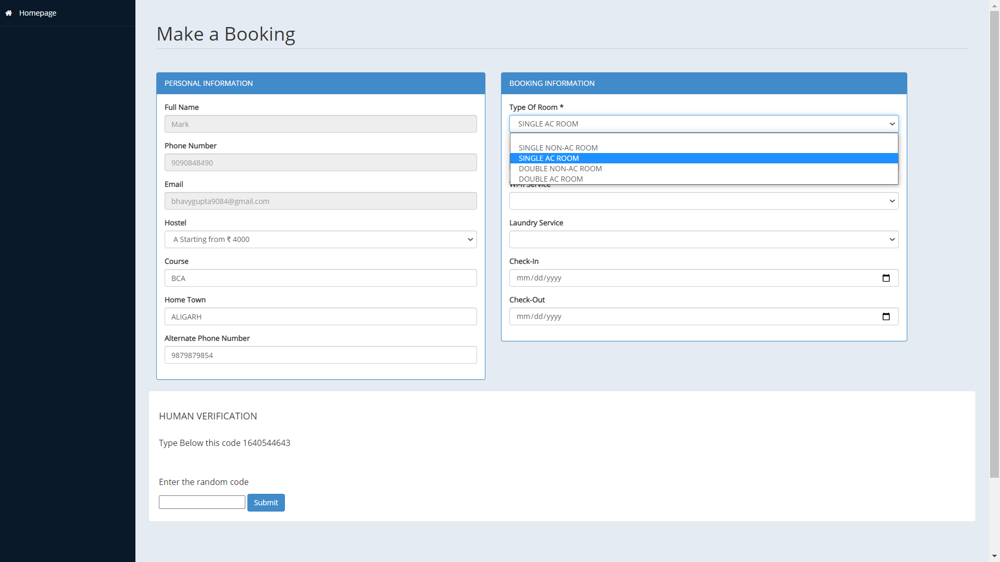 Homepage
Make a Booking
PERSONAL INFORMATION
Full Name
Mark
Phone Number
9090848490
Email
bhavygupta9084@gmail.com
Hostel
A Starting from ₹ 4000
Course
BCA
Home Town
ALIGARH
Alternate Phone Number
9879879854
BOOKING INFORMATION
Type Of Room *
SINGLE AC ROOM
SINGLE NON-AC ROOM
SINGLE AC ROOM
DOUBLE NON-AC ROOM
DOUBLE AC ROOM
Wi-fi Service
Laundry Service
Check-In
mm/dd/yyyy
Check-Out
mm/dd/yyyy
HUMAN VERIFICATION
Type Below this code 1640544643
Enter the random code
Submit